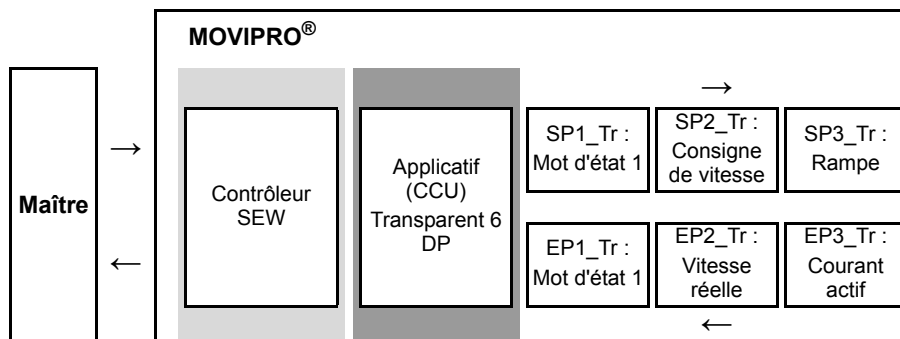 MOVIPRO®
Maître
→
←
Contrôleur
SEW
Applicatif
(CCU)
Transparent 6
DP
→
SP1_Tr :
Mot d'état 1
SP2_Tr :
Consigne
de vitesse
SP3_Tr :
Rampe
EP1_Tr :
Mot d'état 1
EP2_Tr :
Vitesse
réelle
EP3_Tr :
Courant
actif
←